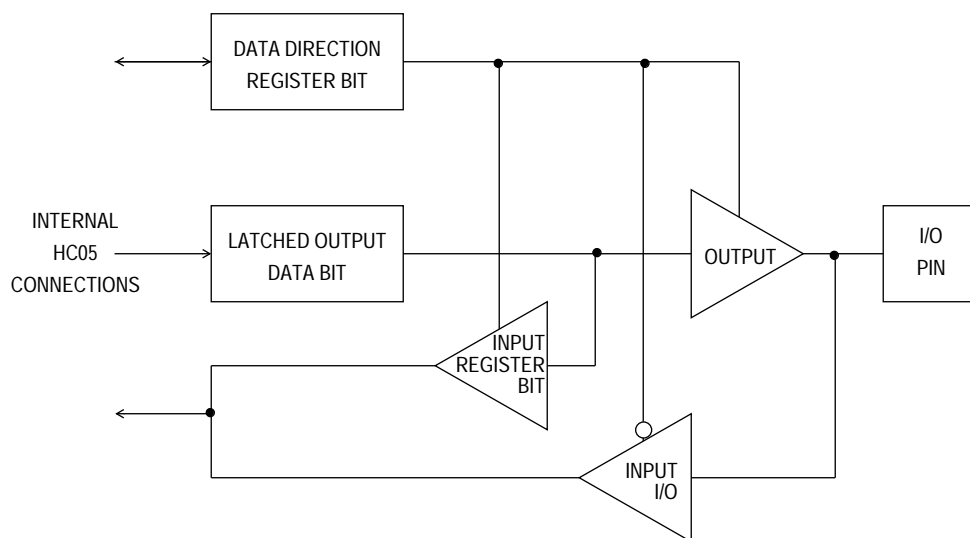 DATA DIRECTION
REGISTER BIT
INTERNAL
HC05
CONNECTIONS
LATCHED OUTPUT
DATA BIT
OUTPUT
I/O
PIN
INPUT
REGISTER
BIT
INPUT
I/O